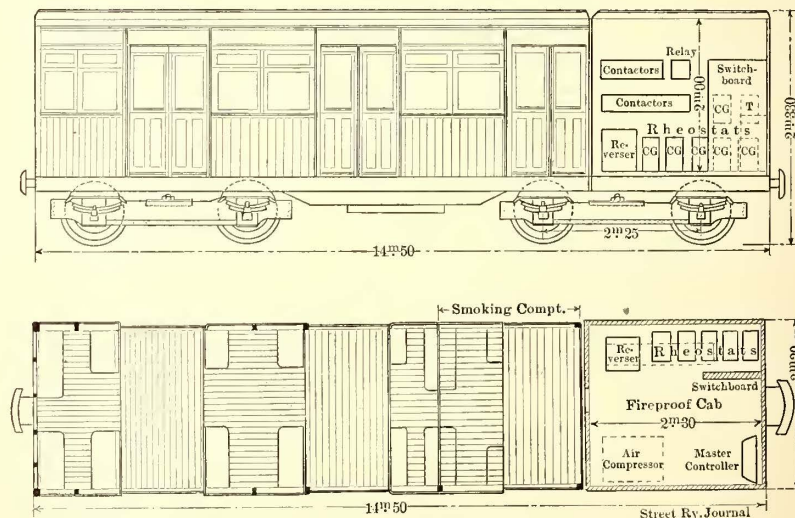 Relay
Contactors
Switch-
board
2m00
3m30
CG
T
Contactors
Rheostats
Re-
verser
CG
CG
CG
CG
CG
2m25
14m50
Smoking Compt.
Re-
verser
Rheostats
Switchboard
Fireproof Cab
2m30
Air
Compressor
Master
Controller
14m50
Street Ry. Journal